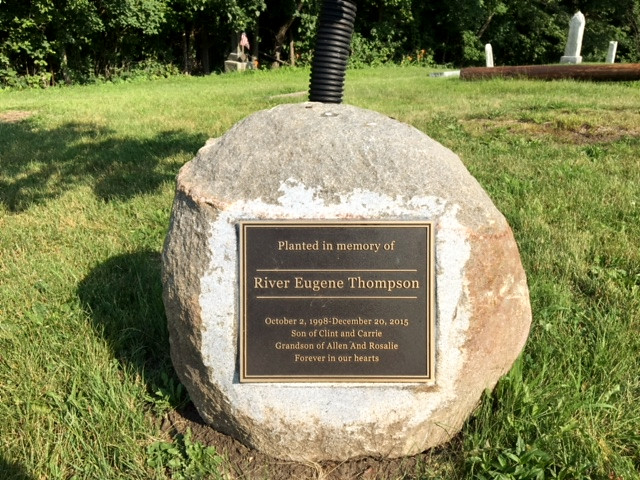 Planted in memory of
River Eugene Thompson
October 2, 1998-December 20, 2015
Son of Clint and Carrie
Grandson of Allen And Rosalie
Forever in our hearts